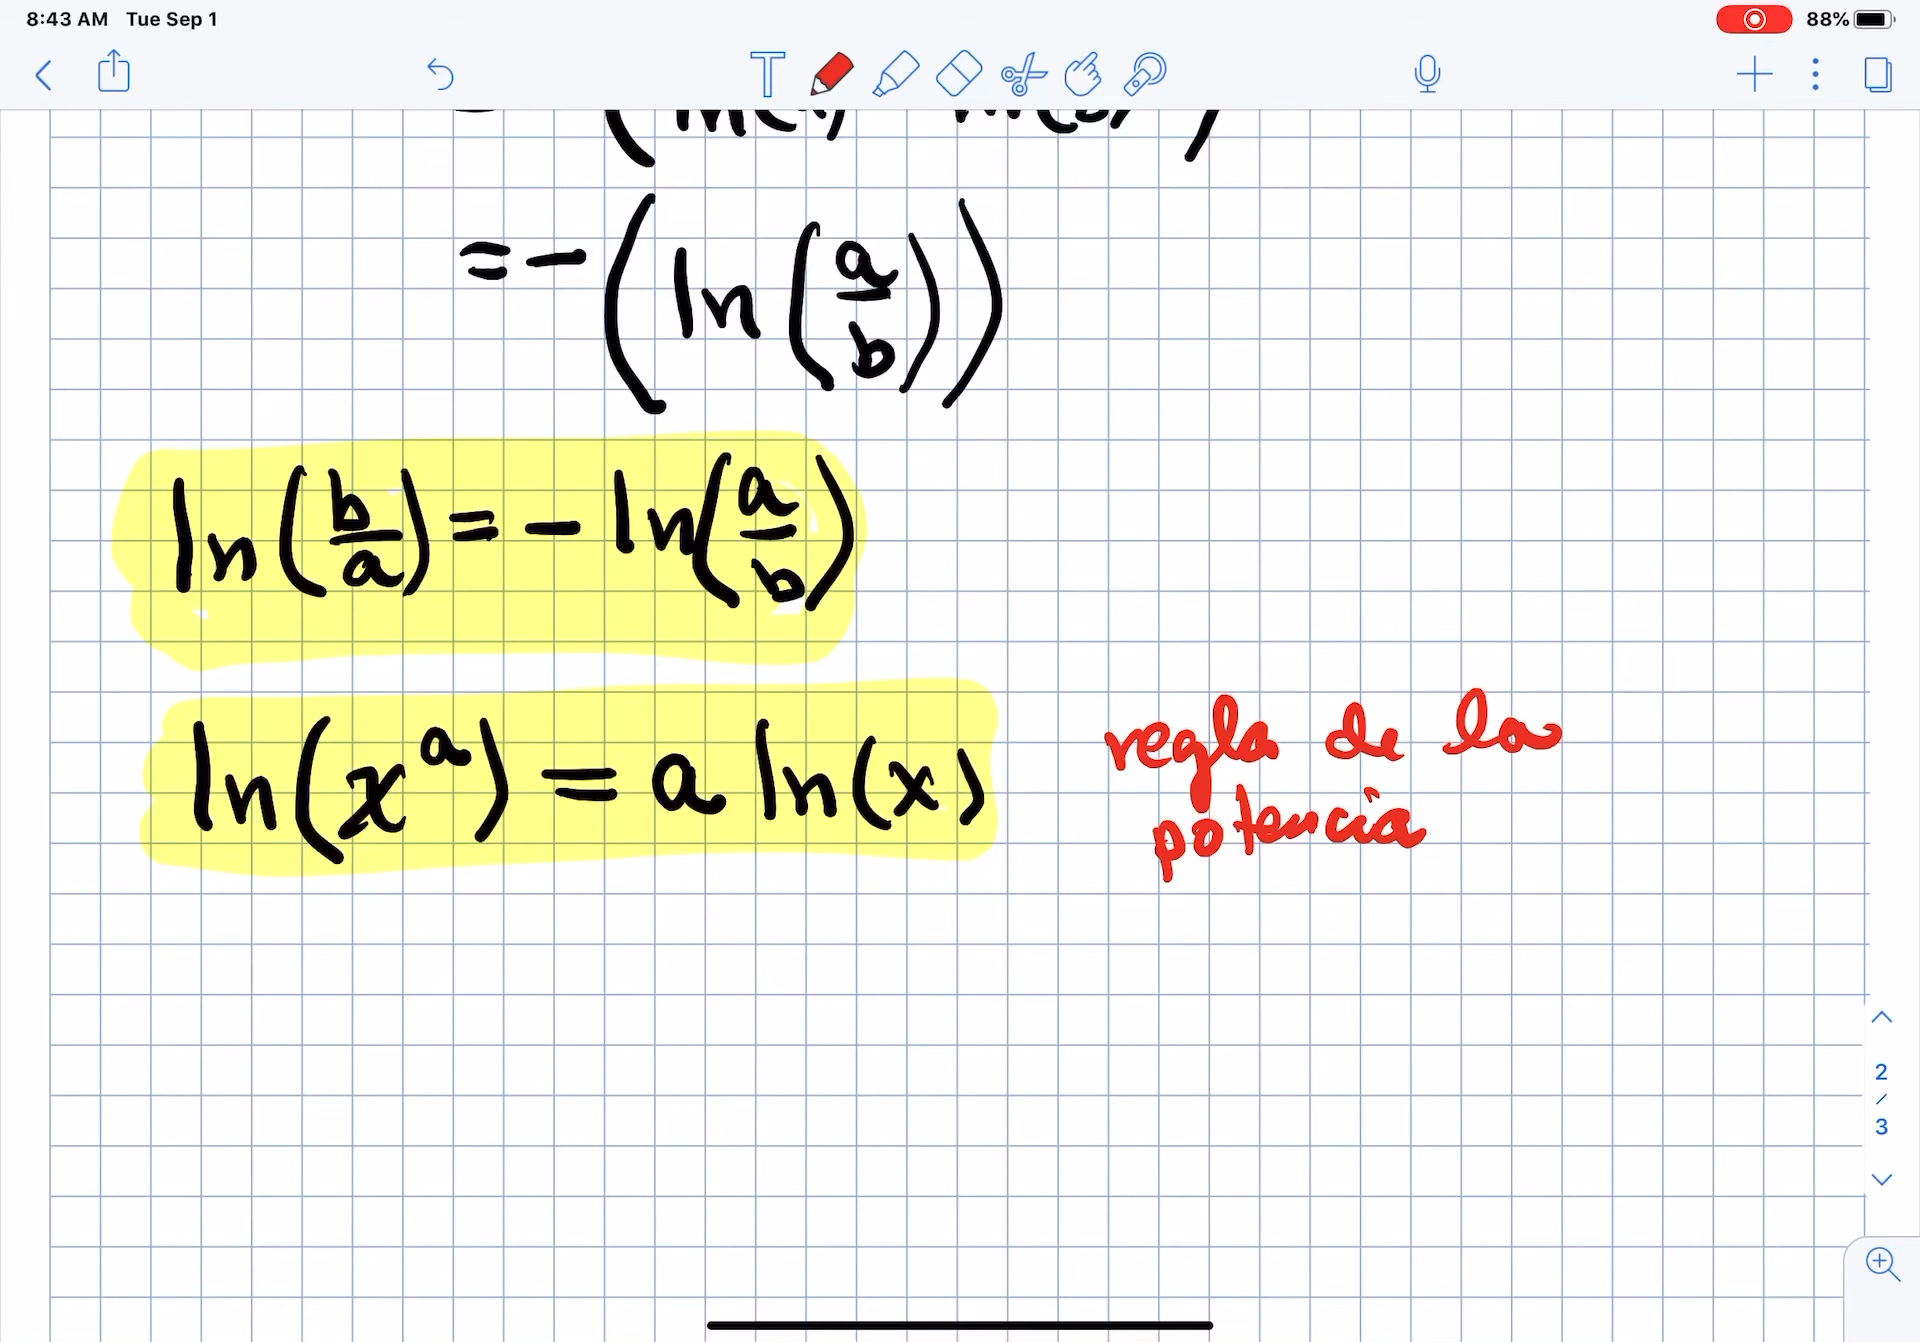 8:43 AM Tue Sep 1
88%
= - (ln(a/b))
ln(b/a) = - ln(a/b)
ln(x^a) = a ln(x)
regla de la
potencia
2
/
3